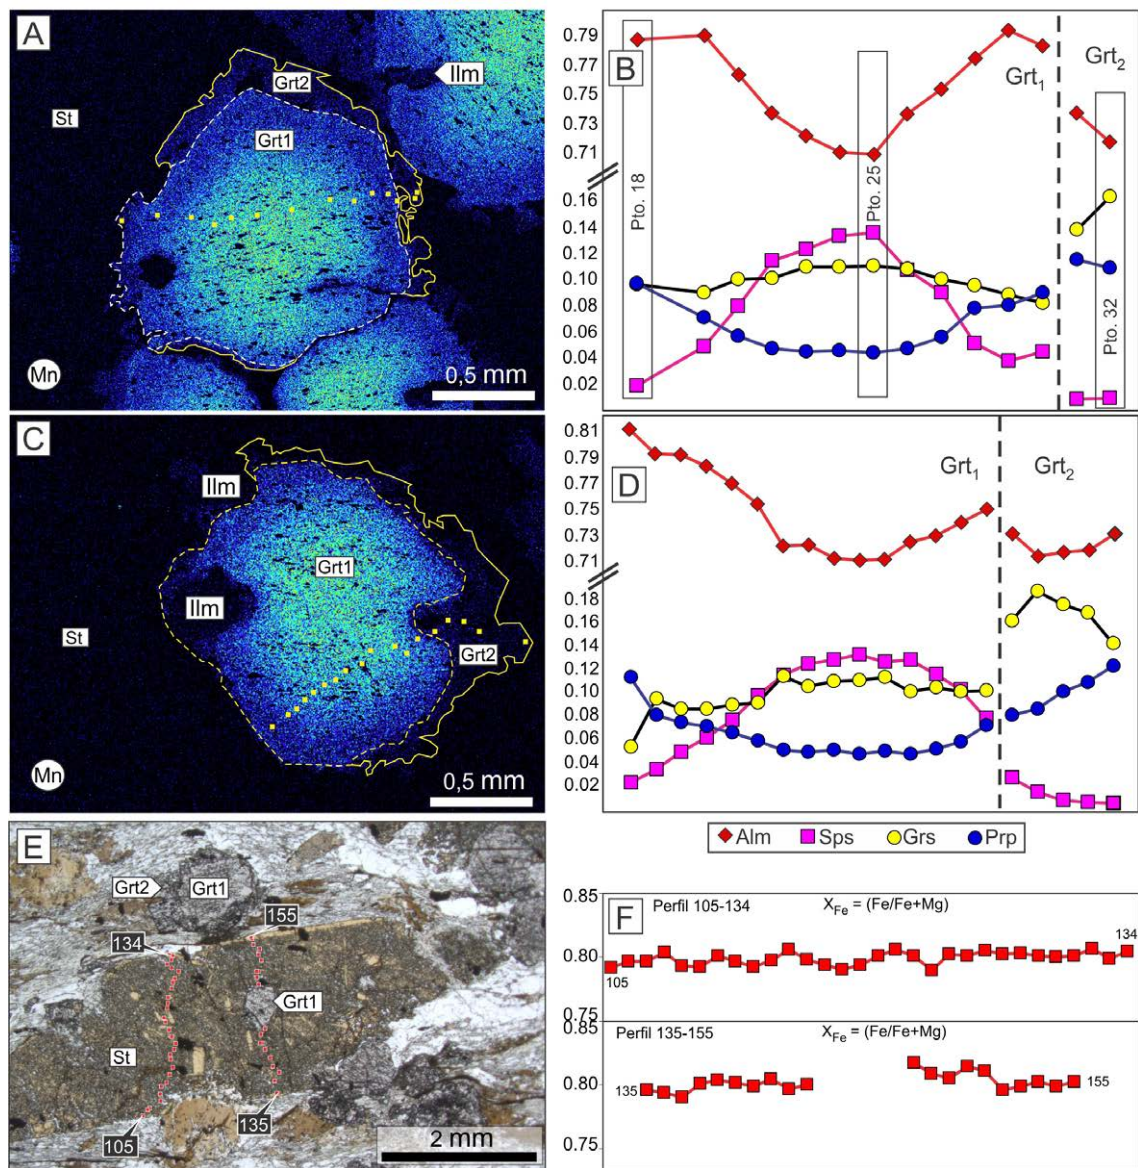 A
Grt2
Ilm
St
Grt1
Mn
0,5 mm
B
0.79
0.77
0.75
0.73
0.71
0.16
0.14
0.12
0.10
0.08
0.06
0.04
0.02
Grt1
Grt2
Pto. 18
Pto. 25
Pto. 32
C
Ilm
Grt1
Ilm
St
Grt2
Mn
0,5 mm
D
0.81
0.79
0.77
0.75
0.73
0.71
0.18
0.16
0.14
0.12
0.10
0.08
0.06
0.04
0.02
Grt1
Grt2
Alm Sps Grs Prp
E
Grt2
Grt1
155
134
Grt1
St
105
135
2 mm
F
0.85
Perfil 105-134 XFe = (Fe/Fe+Mg)
134
0.80
105
0.75
0.85
Perfil 135-155 XFe = (Fe/Fe+Mg)
0.80
135
155
0.75